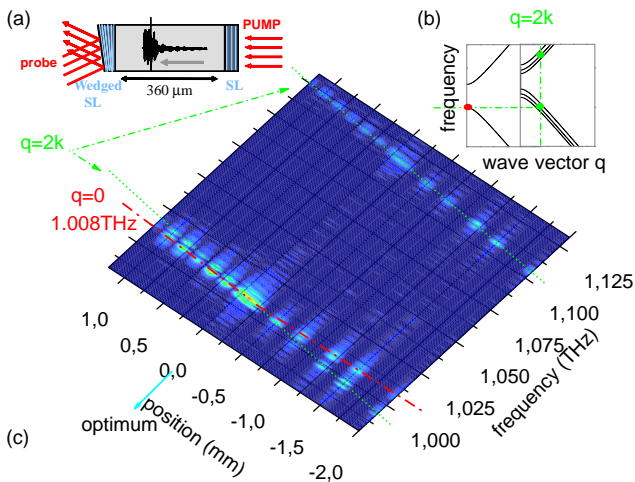 (a)
PUMP
probe
Wedged
SL
SL
360 μm
(b)
q=2k
frequency
wave vector q
q=2k
q=0
1.008THz
1,0
0,5
0,0
-0,5
-1,0
-1,5
-2,0
position (mm)
optimum
1,000
1,025
1,050
1,075
1,100
1,125
frequency (THz)
(c)